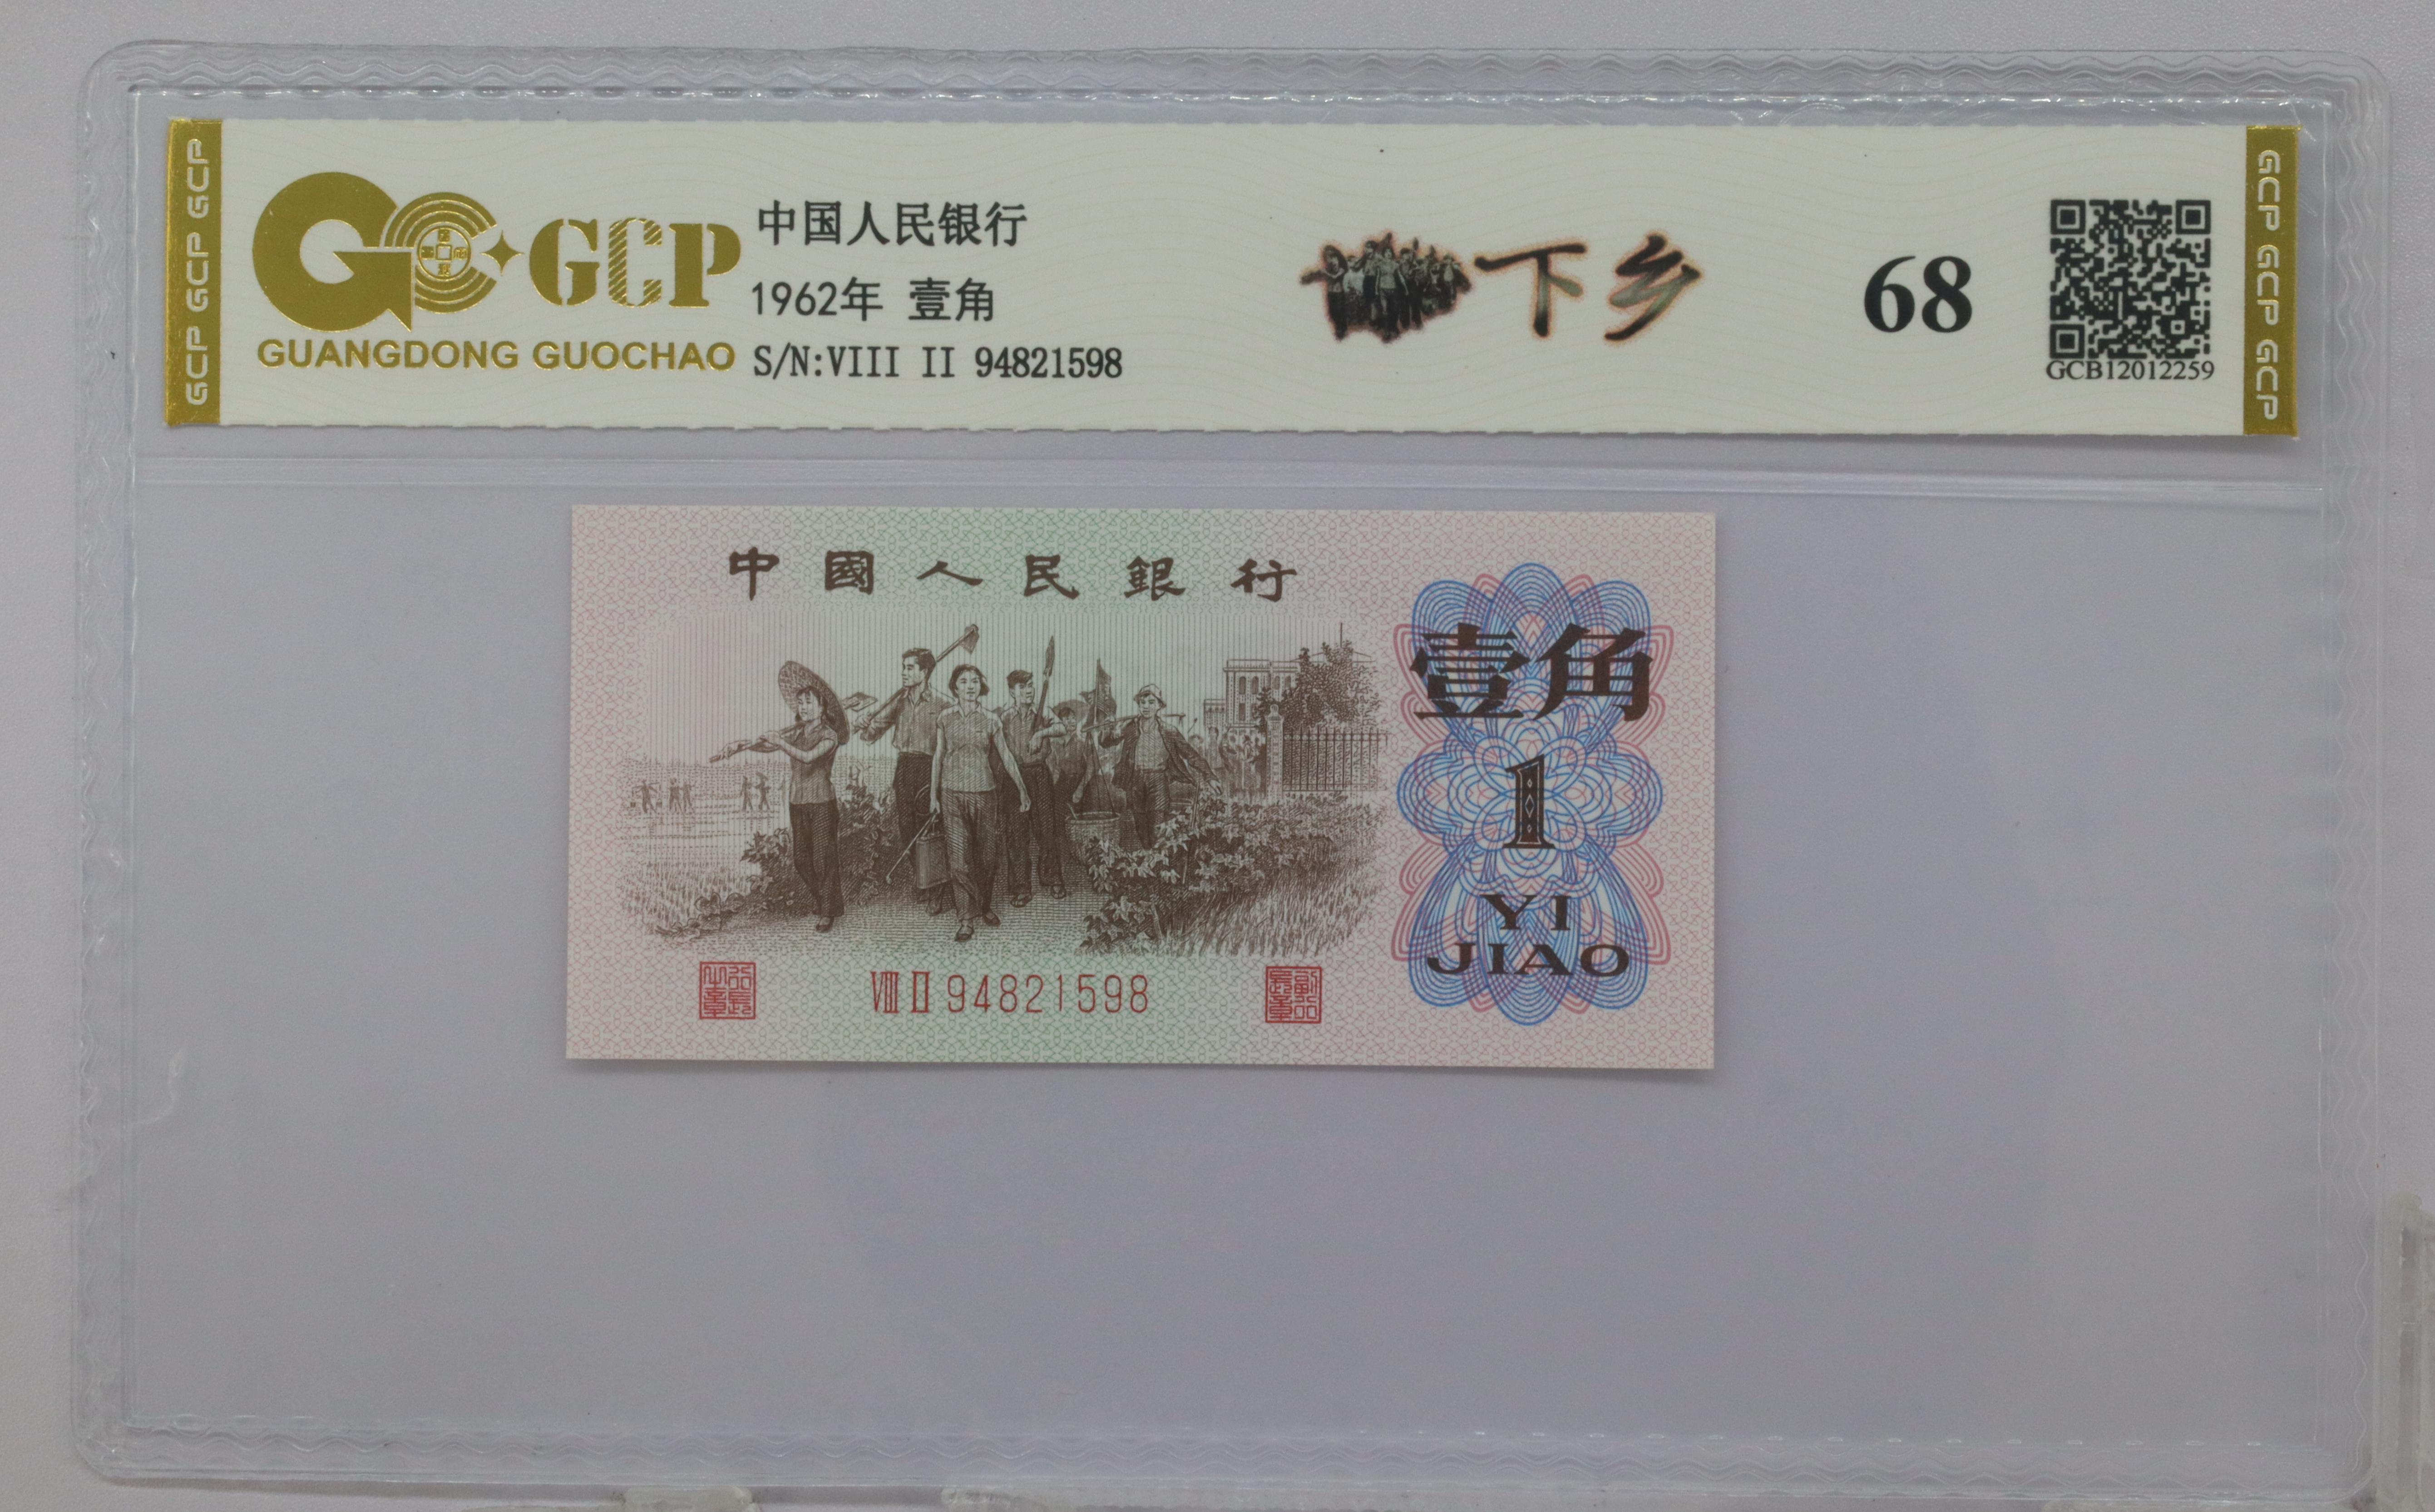 GCP GCP GCP
GCP
GUANGDONG GUOCHAO
中国人民银行
1962年 壹角
S/N:VIII II 94821598
下乡
68
GCB12012259
GCP GCP GCP
中國人民銀行
壹角
1
YI
JIAO
VIII II 94821598